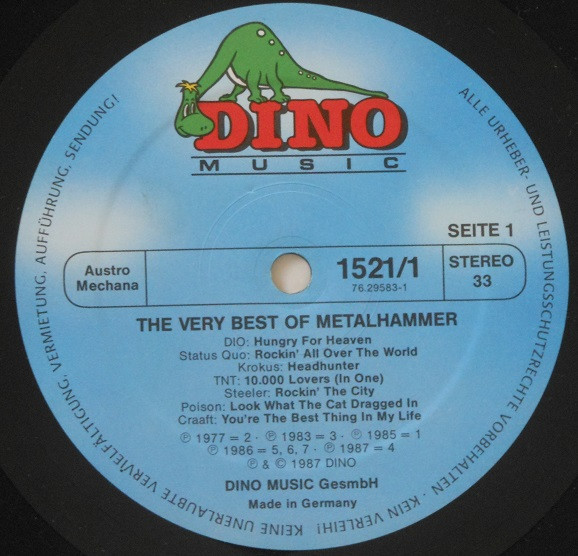 DINO
MUSIC
SEITE 1
Austro
Mechana
1521/1
76.29583-1
STEREO
33
THE VERY BEST OF METALHAMMER
DIO: Hungry For Heaven
Status Quo: Rockin' All Over The World
Krokus: Headhunter
TNT: 10.000 Lovers (In One)
Steeler: Rockin' The City
Poison: Look What The Cat Dragged In
Craaft: You're The Best Thing In My Life
℗ 1977 = 2 · ℗ 1983 = 3 · ℗ 1985 = 1
℗ 1986 = 5, 6, 7 · ℗ 1987 = 4
℗ & © 1987 DINO
DINO MUSIC GesmbH
Made in Germany
ALLE URHEBER- UND LEISTUNGSSCHUTZRECHTE VORBEHALTEN · KEIN VERLEIH! KEINE UNERLAUBTE VERVIELFÄLTIGUNG, VERMIETUNG, AUFFÜHRUNG, SENDUNG!